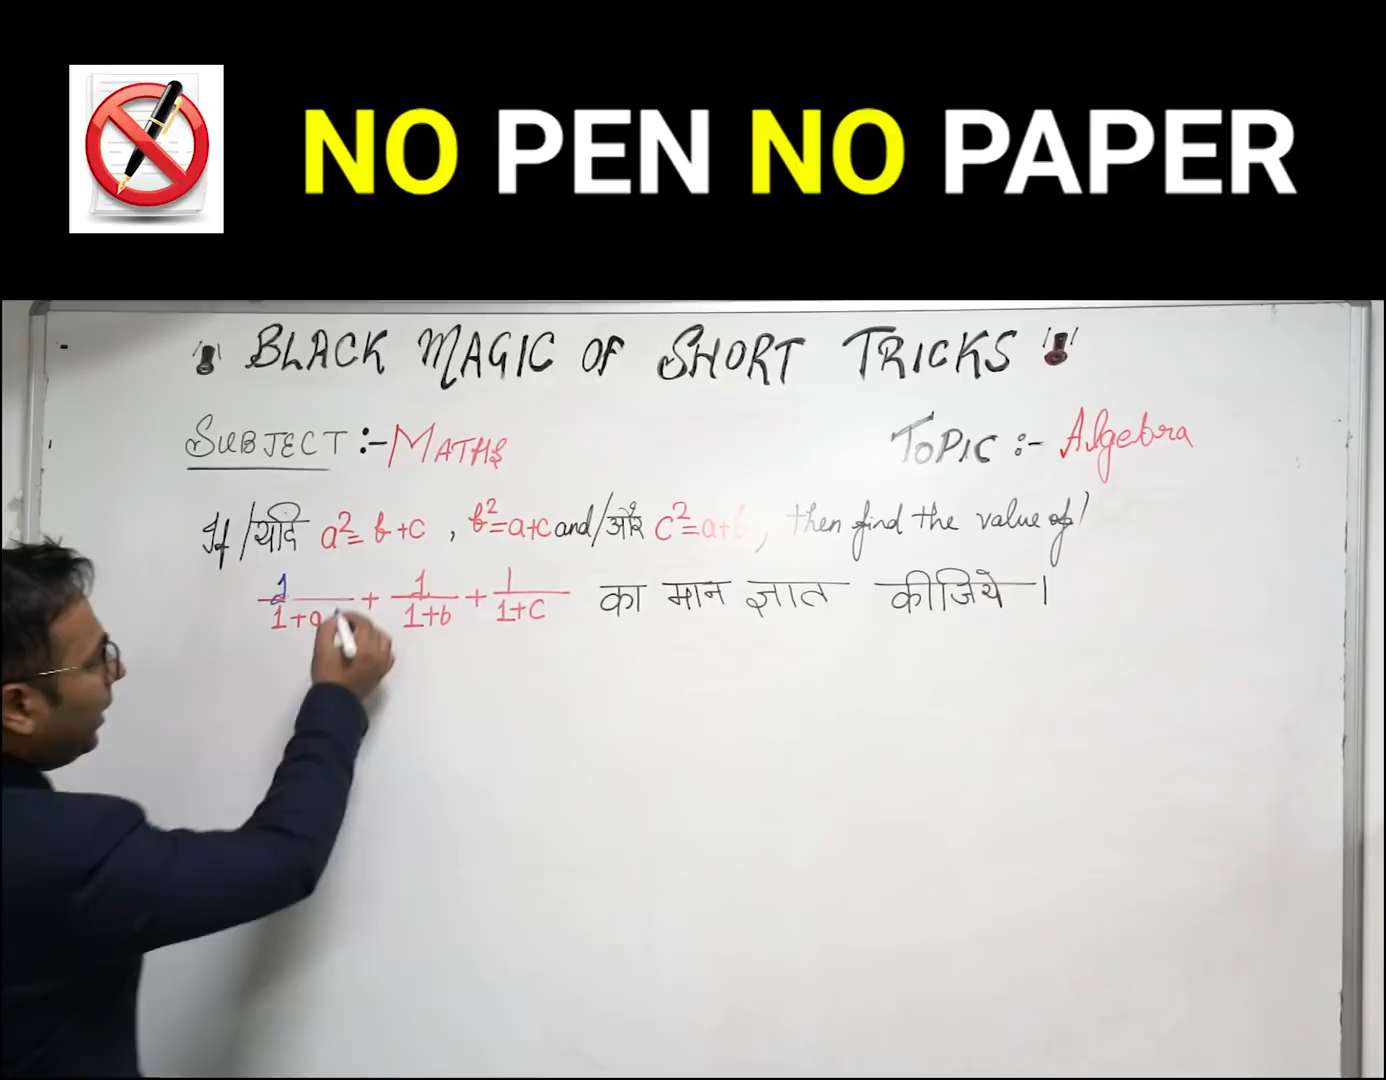 NO PEN NO PAPER
BLACK MAGIC OF SHORT TRICKS
SUBJECT :- MATHS
TOPIC :- Algebra
If/यदि a²= b+c , b²=a+c and/और c²=a+b, then find the value of/
1/1+a + 1/1+b + 1/1+c का मान ज्ञात कीजिये।